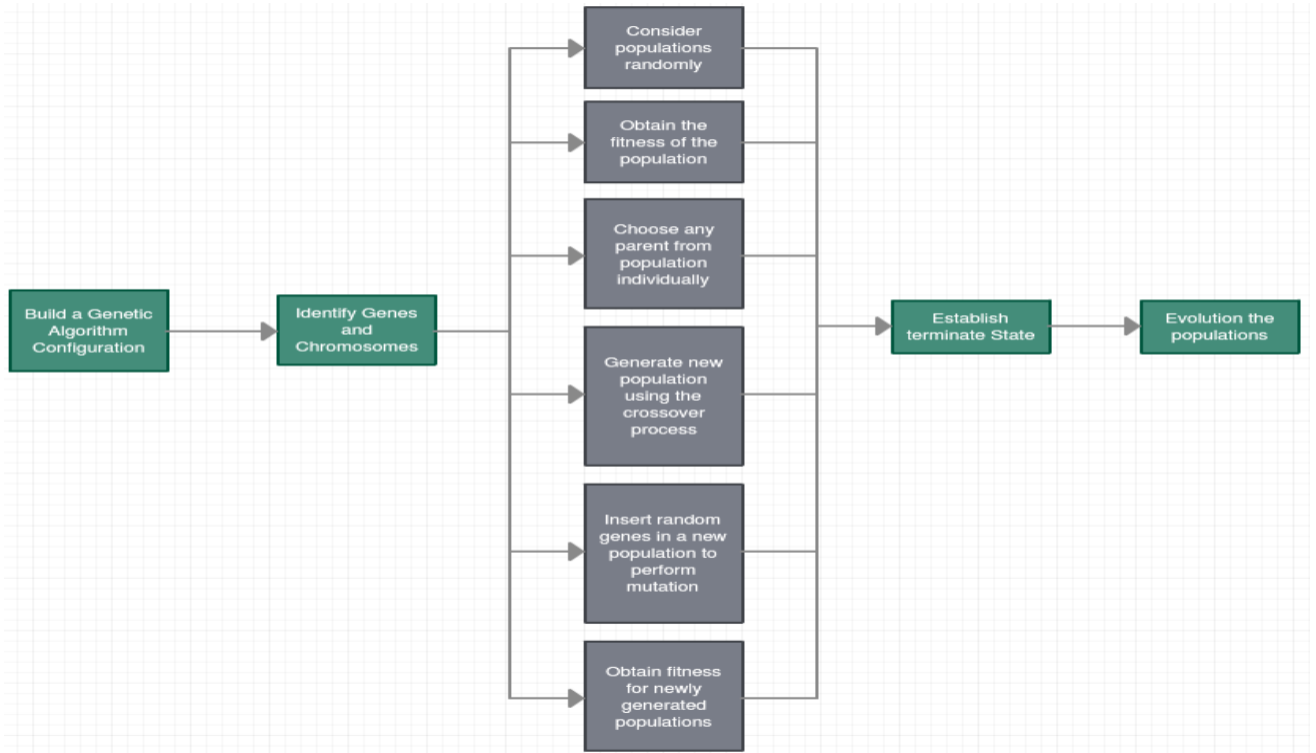 Build a Genetic
Algorithm
Configuration
Identify Genes
and
Chromosomes
Consider
populations
randomly
Obtain the
fitness of the
population
Choose any
parent from
population
individually
Generate new
population
using the
crossover
process
Insert random
genes in a new
population to
perform
mutation
Obtain fitness
for newly
generated
populations
Establish
terminate State
Evolution the
populations